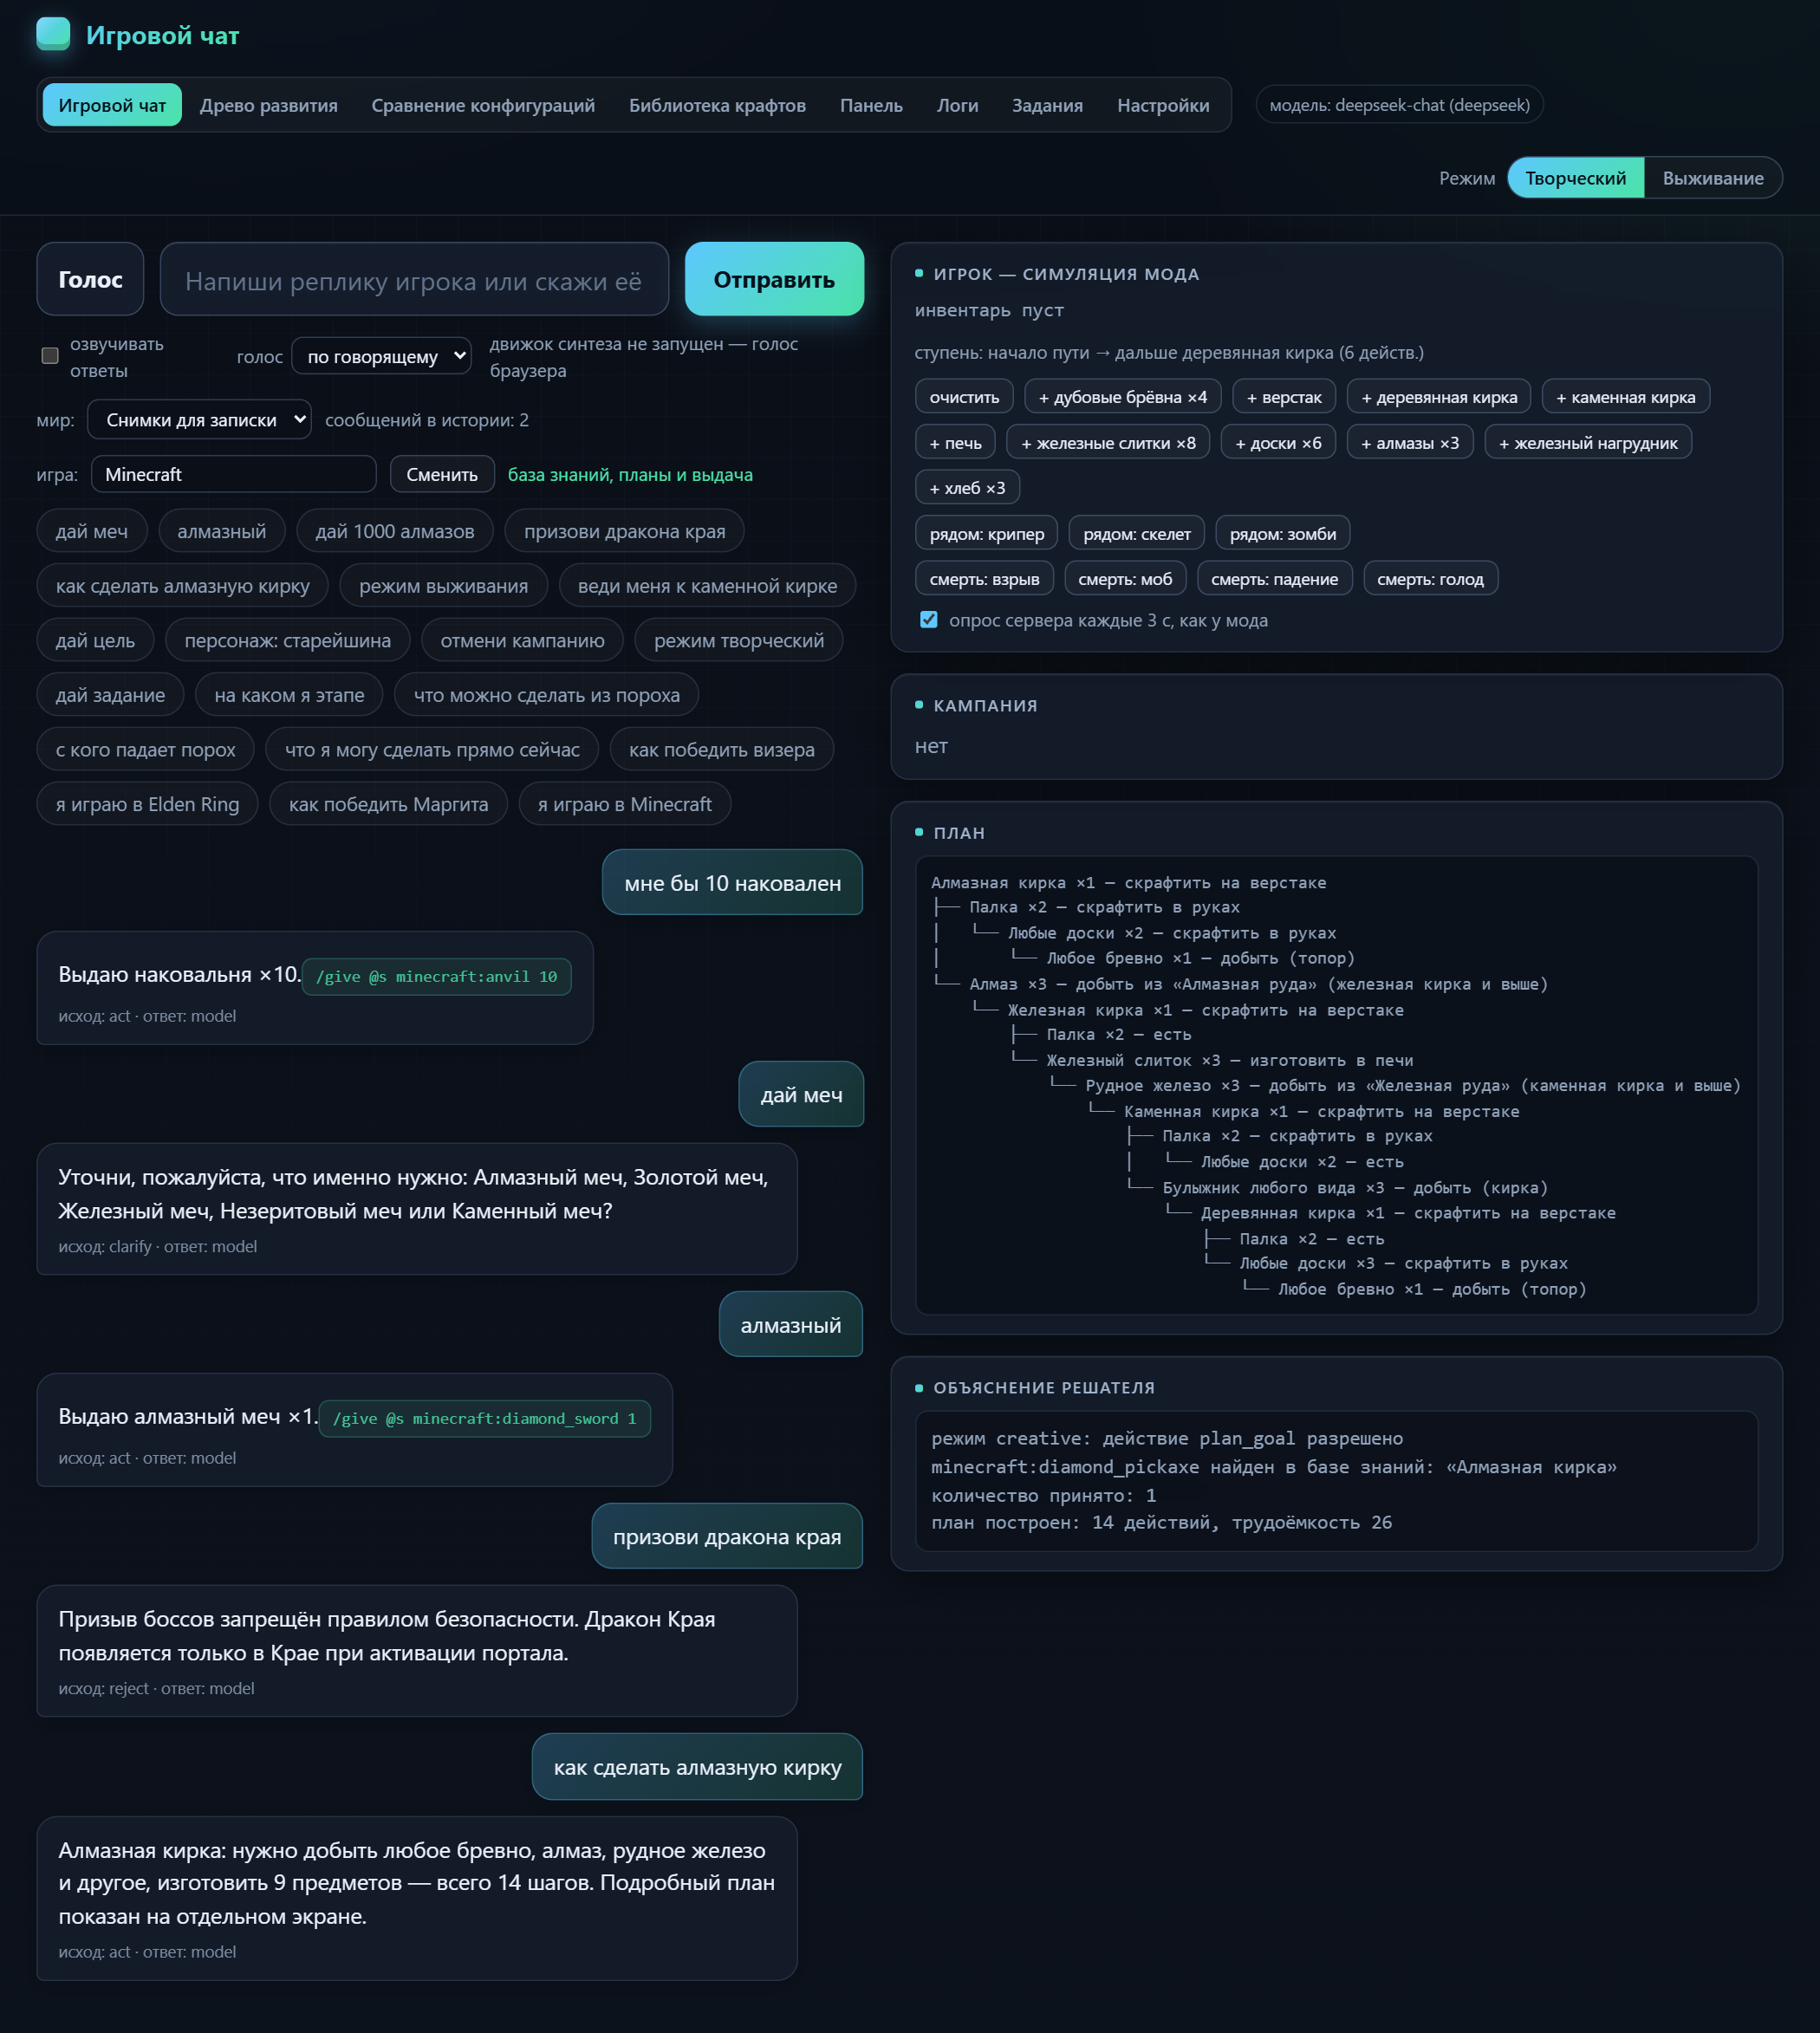 Игровой чат
Игровой чат Древо развития Сравнение конфигураций Библиотека крафтов Панель Логи Задания Настройки модель: deepseek-chat (deepseek)
Режим Творческий Выживание
Голос Напиши реплику игрока или скажи её Отправить
озвучивать ответы голос по говорящему движок синтеза не запущен — голос браузера
мир: Снимки для записки сообщений в истории: 2
игра: Minecraft Сменить база знаний, планы и выдача
дай меч алмазный дай 1000 алмазов призови дракона края
как сделать алмазную кирку режим выживания веди меня к каменной кирке
дай цель персонаж: старейшина отмени кампанию режим творческий
дай задание на каком я этапе что можно сделать из пороха
с кого падает порох что я могу сделать прямо сейчас как победить визера
я играю в Elden Ring как победить Маргита я играю в Minecraft
мне бы 10 наковален
Выдаю наковальня ×10. /give @s minecraft:anvil 10
исход: act · ответ: model
дай меч
Уточни, пожалуйста, что именно нужно: Алмазный меч, Золотой меч,
Железный меч, Незеритовый меч или Каменный меч?
исход: clarify · ответ: model
алмазный
Выдаю алмазный меч ×1. /give @s minecraft:diamond_sword 1
исход: act · ответ: model
призови дракона края
Призыв боссов запрещён правилом безопасности. Дракон Края
появляется только в Крае при активации портала.
исход: reject · ответ: model
как сделать алмазную кирку
Алмазная кирка: нужно добыть любое бревно, алмаз, рудное железо
и другое, изготовить 9 предметов — всего 14 шагов. Подробный план
показан на отдельном экране.
исход: act · ответ: model
ИГРОК — СИМУЛЯЦИЯ МОДА
инвентарь пуст
ступень: начало пути → дальше деревянная кирка (6 действ.)
очистить + дубовые брёвна ×4 + верстак + деревянная кирка + каменная кирка
+ печь + железные слитки ×8 + доски ×6 + алмазы ×3 + железный нагрудник
+ хлеб ×3
рядом: крипер рядом: скелет рядом: зомби
смерть: взрыв смерть: моб смерть: падение смерть: голод
опрос сервера каждые 3 с, как у мода
КАМПАНИЯ
нет
ПЛАН
Алмазная кирка ×1 — скрафтить на верстаке
├── Палка ×2 — скрафтить в руках
│   └── Любые доски ×2 — скрафтить в руках
│       └── Любое бревно ×1 — добыть (топор)
└── Алмаз ×3 — добыть из «Алмазная руда» (железная кирка и выше)
    └── Железная кирка ×1 — скрафтить на верстаке
        ├── Палка ×2 — есть
        └── Железный слиток ×3 — изготовить в печи
            └── Рудное железо ×3 — добыть из «Железная руда» (каменная кирка и выше)
                └── Каменная кирка ×1 — скрафтить на верстаке
                    ├── Палка ×2 — скрафтить в руках
                    │   └── Любые доски ×2 — есть
                    └── Булыжник любого вида ×3 — добыть (кирка)
                        └── Деревянная кирка ×1 — скрафтить на верстаке
                            ├── Палка ×2 — есть
                            └── Любые доски ×3 — скрафтить в руках
                                └── Любое бревно ×1 — добыть (топор)
ОБЪЯСНЕНИЕ РЕШАТЕЛЯ
режим creative: действие plan_goal разрешено
minecraft:diamond_pickaxe найден в базе знаний: «Алмазная кирка»
количество принято: 1
план построен: 14 действий, трудоёмкость 26